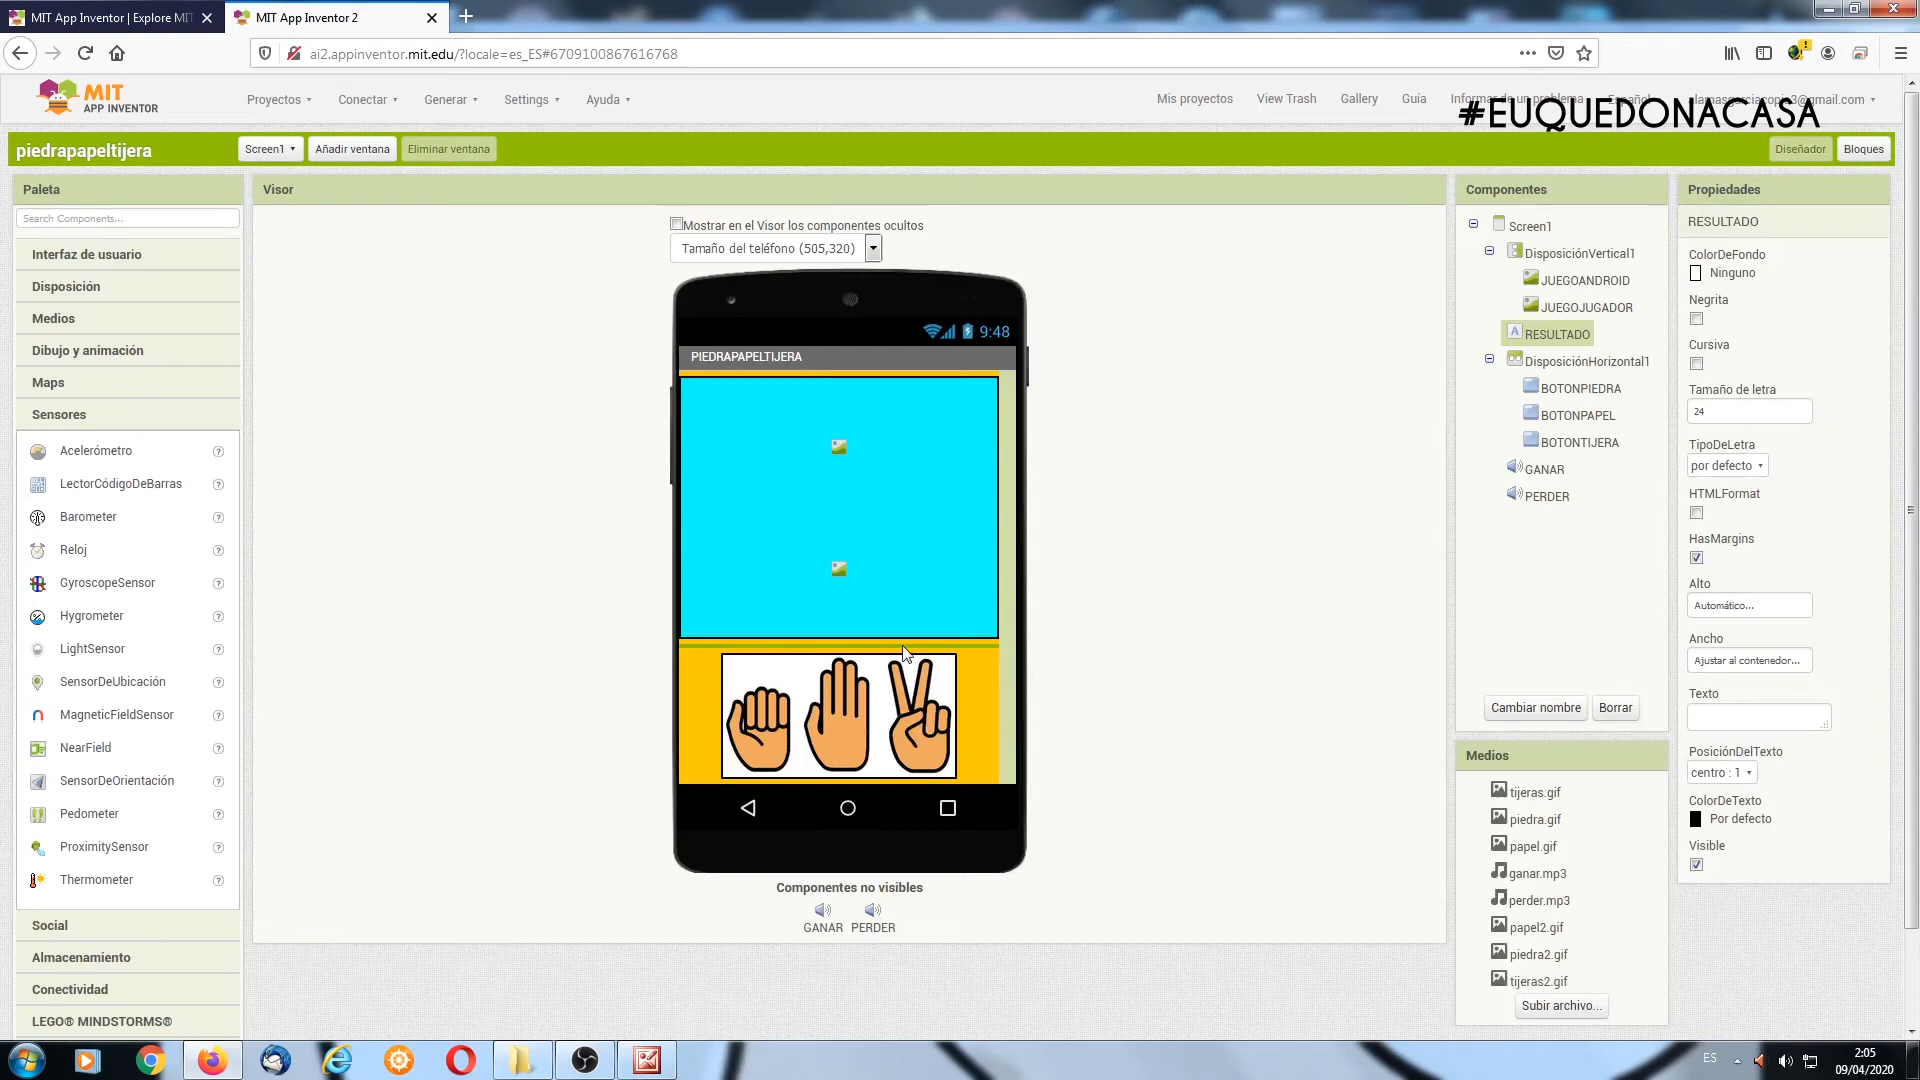 MIT App Inventor | Explore MIT
MIT App Inventor 2
ai2.appinventor.mit.edu/?locale=es_ES#6709100867616768
MIT
APP INVENTOR
Proyectos
Conectar
Generar
Settings
Ayuda
Mis proyectos
View Trash
Gallery
Guía
Informar de un problema
Español
alamasgarciacopia3@gmail.com
#EUQUEDONACASA
piedrapapeltijera
Screen1
Añadir ventana
Eliminar ventana
Diseñador
Bloques
Paleta
Search Components...
Interfaz de usuario
Disposición
Medios
Dibujo y animación
Maps
Sensores
Acelerómetro
LectorCódigoDeBarras
Barometer
Reloj
GyroscopeSensor
Hygrometer
LightSensor
SensorDeUbicación
MagneticFieldSensor
NearField
SensorDeOrientación
Pedometer
ProximitySensor
Thermometer
Social
Almacenamiento
Conectividad
LEGO® MINDSTORMS®
Visor
Mostrar en el Visor los componentes ocultos
Tamaño del teléfono (505,320)
9:48
PIEDRAPAPELTIJERA
Componentes no visibles
GANAR
PERDER
Componentes
Screen1
DisposiciónVertical1
JUEGOANDROID
JUEGOJUGADOR
RESULTADO
DisposiciónHorizontal1
BOTONPIEDRA
BOTONPAPEL
BOTONTIJERA
GANAR
PERDER
Cambiar nombre
Borrar
Medios
tijeras.gif
piedra.gif
papel.gif
ganar.mp3
perder.mp3
papel2.gif
piedra2.gif
tijeras2.gif
Subir archivo...
Propiedades
RESULTADO
ColorDeFondo
Ninguno
Negrita
Cursiva
Tamaño de letra
24
TipoDeLetra
por defecto
HTMLFormat
HasMargins
Alto
Automático...
Ancho
Ajustar al contenedor...
Texto
PosiciónDelTexto
centro : 1
ColorDeTexto
Por defecto
Visible
ES
2:05
09/04/2020